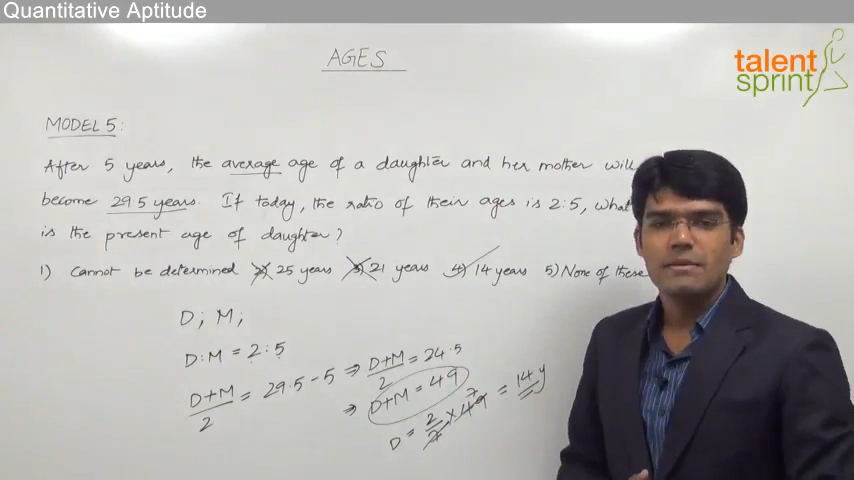 Quantitative Aptitude
talent
sprint
AGES
MODEL 5:
After 5 years, the average age of a daughter and her mother will
become 29.5 years. If today, the ratio of their ages is 2:5, what
is the present age of daughter?
1) Cannot be determined 2) 25 years 3) 21 years 4) 14 years 5) None of these
D; M;
D:M = 2:5
D+M/2 = 29.5-5 ⇒ D+M/2 = 24.5
⇒ D+M = 49
D = 2/7 × 49 7 = 14 y